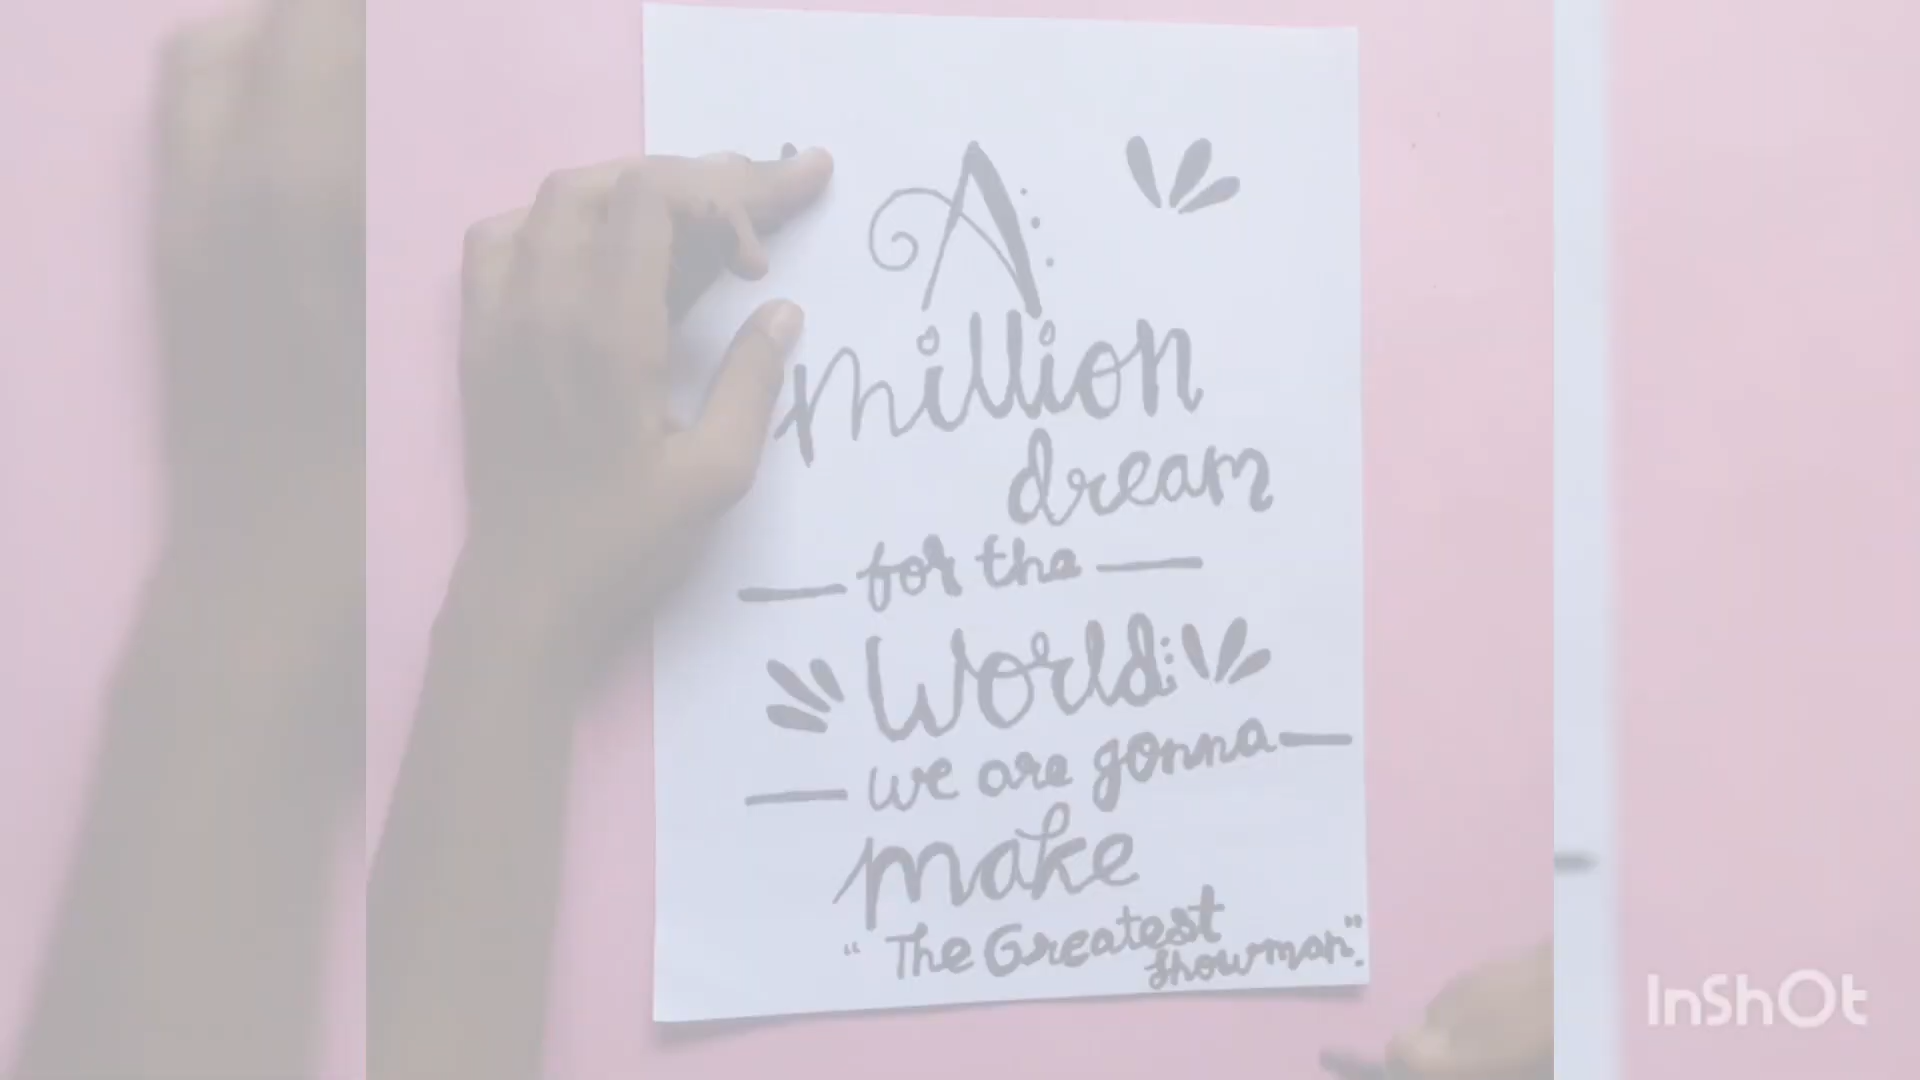 A
million
dream
for the
World
we are gonna
make
"The Greatest
showman".
InShOt